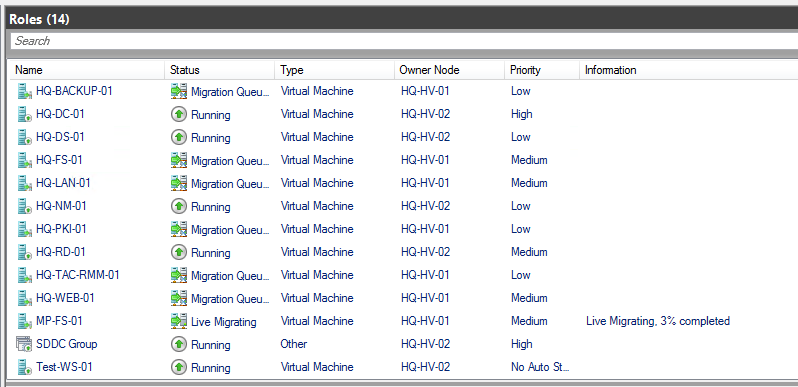 Roles (14)
Search
Name Status Type Owner Node Priority Information
HQ-BACKUP-01 Migration Queu... Virtual Machine HQ-HV-01 Low
HQ-DC-01 Running Virtual Machine HQ-HV-02 High
HQ-DS-01 Running Virtual Machine HQ-HV-02 Low
HQ-FS-01 Migration Queu... Virtual Machine HQ-HV-01 Medium
HQ-LAN-01 Migration Queu... Virtual Machine HQ-HV-01 Medium
HQ-NM-01 Running Virtual Machine HQ-HV-02 Low
HQ-PKI-01 Migration Queu... Virtual Machine HQ-HV-01 Low
HQ-RD-01 Running Virtual Machine HQ-HV-02 Medium
HQ-TAC-RMM-01 Migration Queu... Virtual Machine HQ-HV-01 Low
HQ-WEB-01 Migration Queu... Virtual Machine HQ-HV-01 Medium
MP-FS-01 Live Migrating Virtual Machine HQ-HV-01 Medium Live Migrating, 3% completed
SDDC Group Running Other HQ-HV-02 High
Test-WS-01 Running Virtual Machine HQ-HV-02 No Auto St...